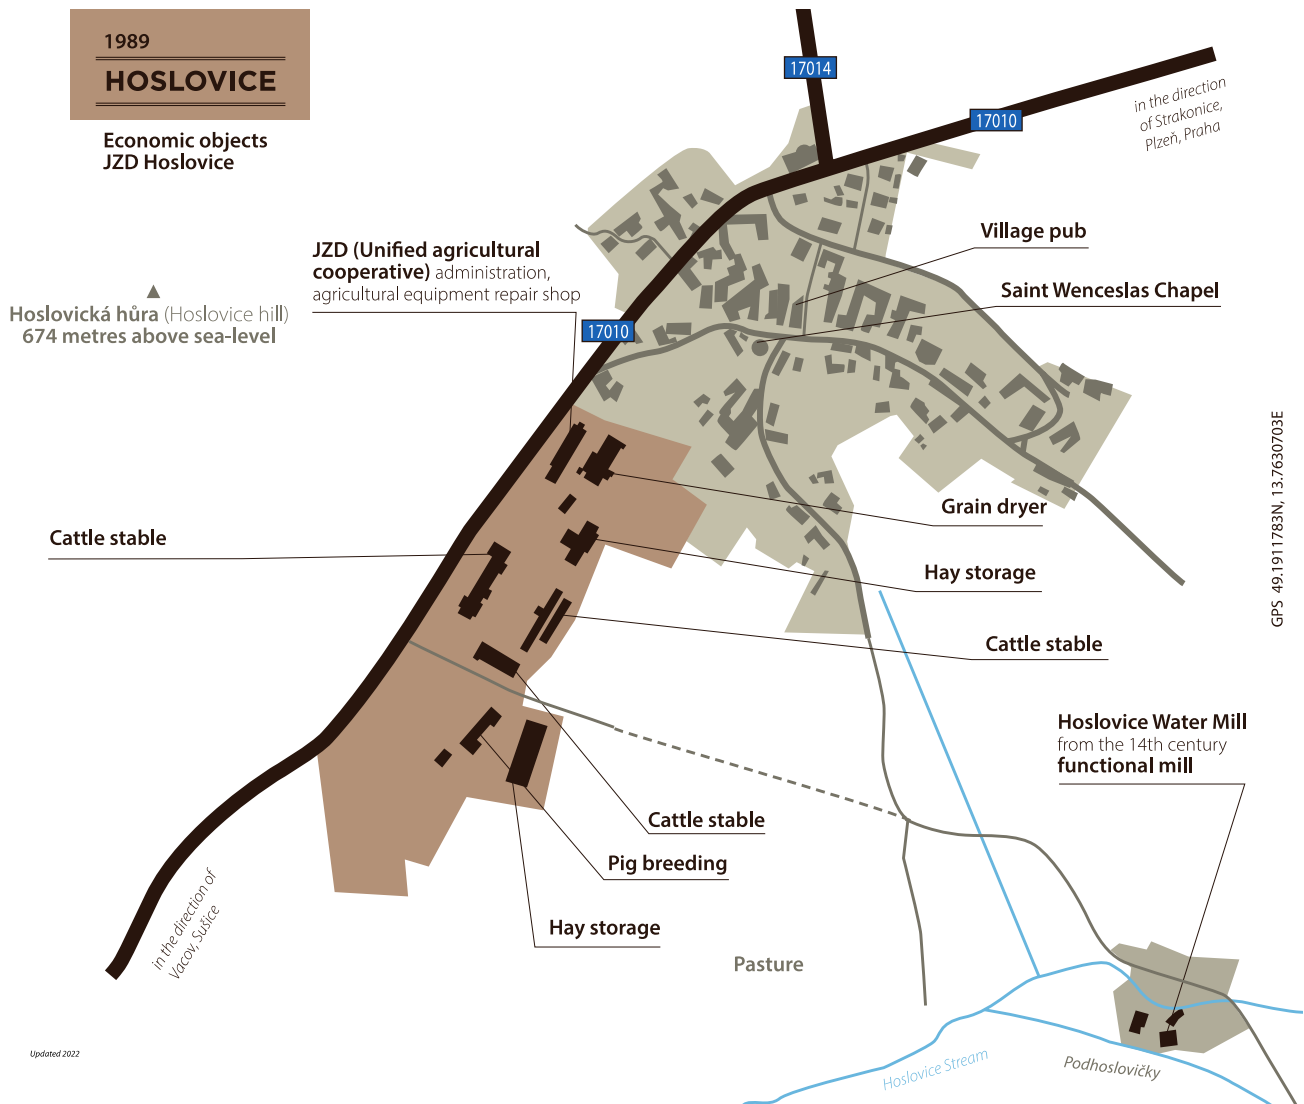 1989
HOSLOVICE
Economic objects
JZD Hoslovice
17014
17010
in the direction
of Strakonice,
Plzeň, Praha
Village pub
JZD (Unified agricultural
cooperative) administration,
agricultural equipment repair shop
Saint Wenceslas Chapel
Hoslovická hůra (Hoslovice hill)
674 metres above sea-level
17010
GPS 49.1911783N, 13.7630703E
Grain dryer
Cattle stable
Hay storage
Cattle stable
Hoslovice Water Mill
from the 14th century
functional mill
Cattle stable
Pig breeding
Hay storage
in the direction of
Vacov, Sušice
Pasture
Updated 2022
Hoslovice Stream
Podhoslovičky